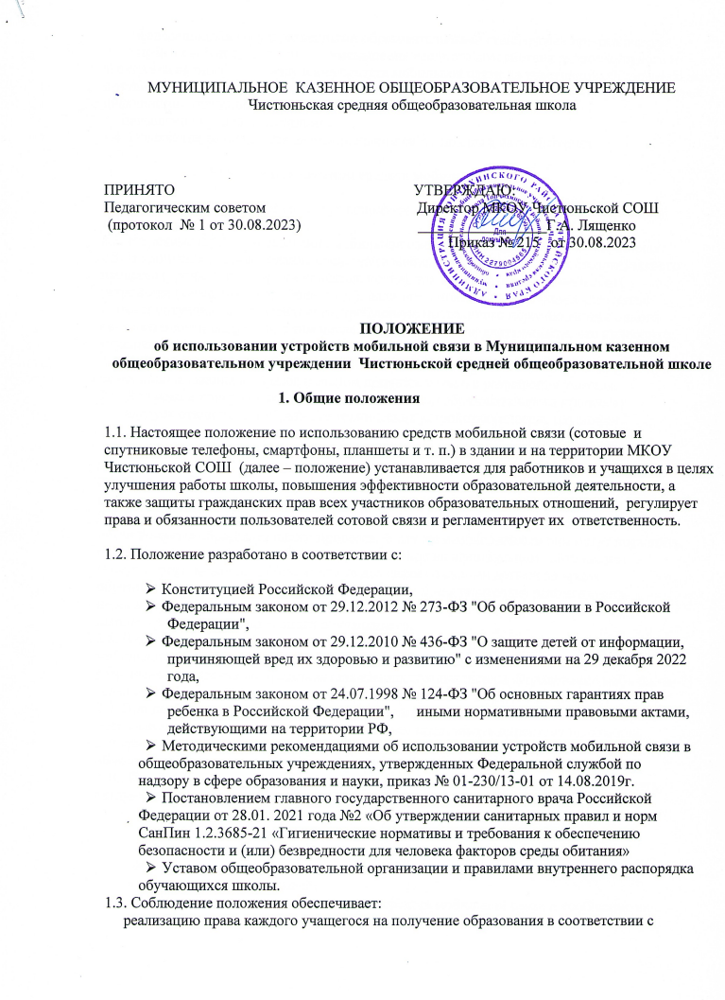 МУНИЦИПАЛЬНОЕ КАЗЕННОЕ ОБЩЕОБРАЗОВАТЕЛЬНОЕ УЧРЕЖДЕНИЕ
Чистюньская средняя общеобразовательная школа
ПРИНЯТО УТВЕРЖДАЮ:
Педагогическим советом Директор МКОУ Чистюньской СОШ
(протокол № 1 от 30.08.2023) Г.А. Лященко
Приказ № 215 от 30.08.2023
Для
документов
ПОЛОЖЕНИЕ
об использовании устройств мобильной связи в Муниципальном казенном
общеобразовательном учреждении Чистюньской средней общеобразовательной школе
1. Общие положения
1.1. Настоящее положение по использованию средств мобильной связи (сотовые и
спутниковые телефоны, смартфоны, планшеты и т. п.) в здании и на территории МКОУ
Чистюньской СОШ (далее – положение) устанавливается для работников и учащихся в целях
улучшения работы школы, повышения эффективности образовательной деятельности, а
также защиты гражданских прав всех участников образовательных отношений, регулирует
права и обязанности пользователей сотовой связи и регламентирует их ответственность.
1.2. Положение разработано в соответствии с:
➢ Конституцией Российской Федерации,
➢ Федеральным законом от 29.12.2012 № 273-ФЗ "Об образовании в Российской
Федерации",
➢ Федеральным законом от 29.12.2010 № 436-ФЗ "О защите детей от информации,
причиняющей вред их здоровью и развитию" с изменениями на 29 декабря 2022
года,
➢ Федеральным законом от 24.07.1998 № 124-ФЗ "Об основных гарантиях прав
ребенка в Российской Федерации", иными нормативными правовыми актами,
действующими на территории РФ,
➢ Методическими рекомендациями об использовании устройств мобильной связи в
общеобразовательных учреждениях, утвержденных Федеральной службой по
надзору в сфере образования и науки, приказ № 01-230/13-01 от 14.08.2019г.
➢ Постановлением главного государственного санитарного врача Российской
Федерации от 28.01. 2021 года №2 «Об утверждении санитарных правил и норм
СанПин 1.2.3685-21 «Гигиенические нормативы и требования к обеспечению
безопасности и (или) безвредности для человека факторов среды обитания»
➢ Уставом общеобразовательной организации и правилами внутреннего распорядка
обучающихся школы.
1.3. Соблюдение положения обеспечивает:
реализацию права каждого учащегося на получение образования в соответствии с